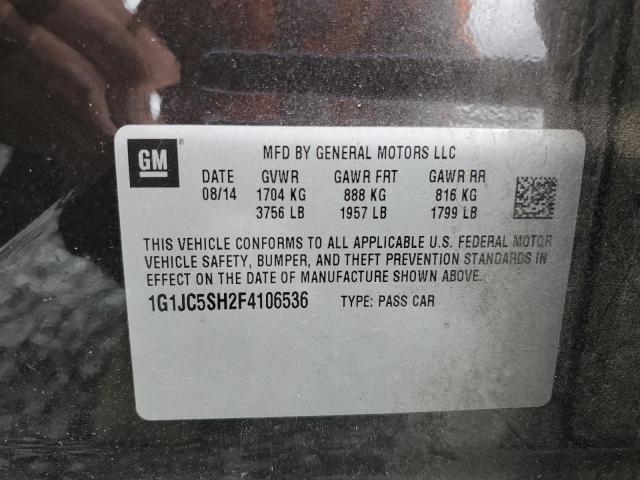 GM ®
MFD BY GENERAL MOTORS LLC
DATE GVWR GAWR FRT GAWR RR
08/14 1704 KG 888 KG 816 KG
3756 LB 1957 LB 1799 LB
THIS VEHICLE CONFORMS TO ALL APPLICABLE U.S. FEDERAL MOTOR
VEHICLE SAFETY, BUMPER, AND THEFT PREVENTION STANDARDS IN
EFFECT ON THE DATE OF MANUFACTURE SHOWN ABOVE.
1G1JC5SH2F4106536 TYPE: PASS CAR